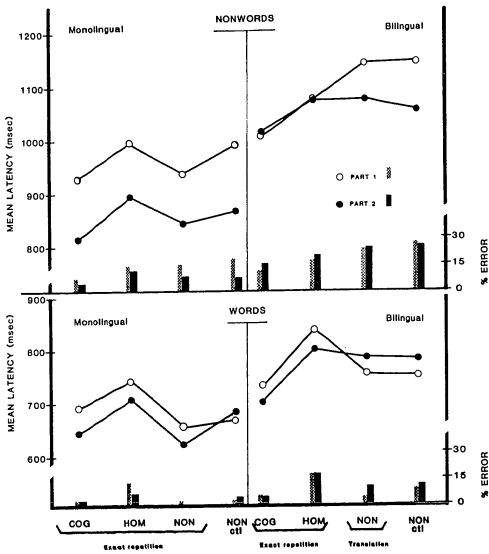 NONWORDS
Monolingual
Bilingual
1200
1100
1000
900
800
MEAN LATENCY (msec)
PART 1
PART 2
30
15
0
% ERROR
900
WORDS
Monolingual
Bilingual
800
700
600
MEAN LATENCY (msec)
30
15
0
% ERROR
COG HOM NON NON ctl COG HOM NON NON ctl
Exact repetition Exact repetition Translation